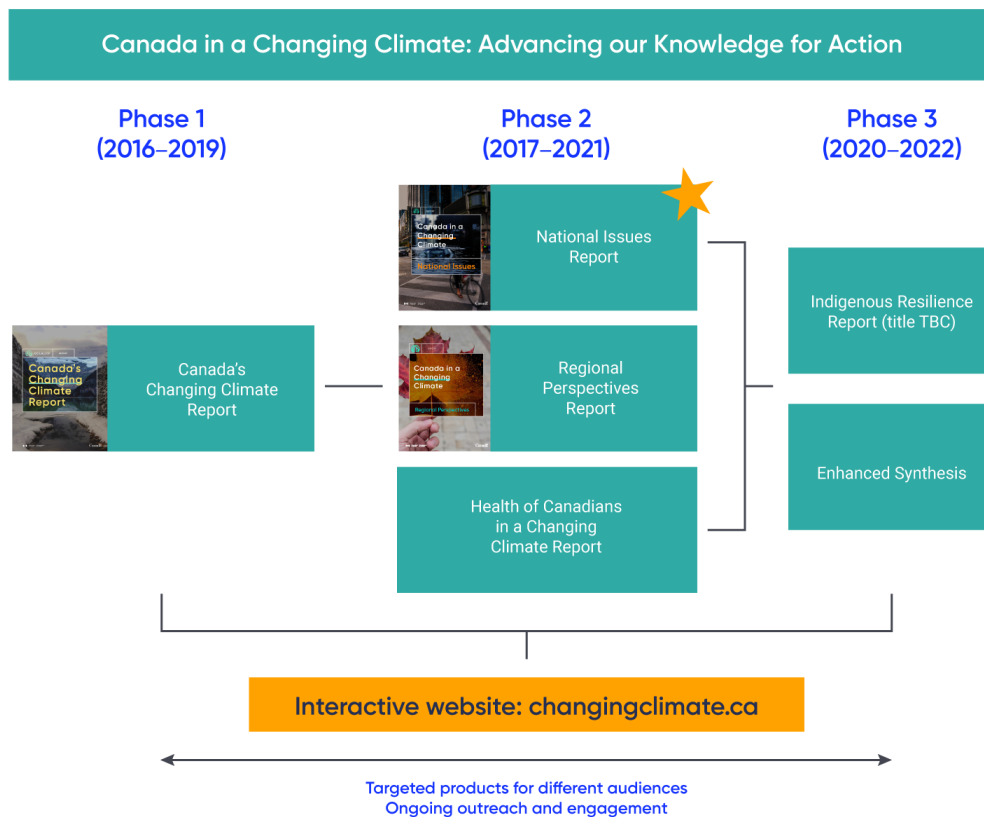 Canada in a Changing Climate: Advancing our Knowledge for Action
Phase 1
(2016–2019)
Phase 2
(2017–2021)
Phase 3
(2020–2022)
Canada's
Changing
Climate
Report
Canada's
Changing Climate
Report
Canada in a
Changing
Climate
National Issues
Canada
National Issues
Report
Canada in a
Changing
Climate
Regional Perspectives
Canada
Regional
Perspectives
Report
Health of Canadians
in a Changing
Climate Report
Indigenous Resilience
Report (title TBC)
Enhanced Synthesis
Interactive website: changingclimate.ca
Targeted products for different audiences
Ongoing outreach and engagement